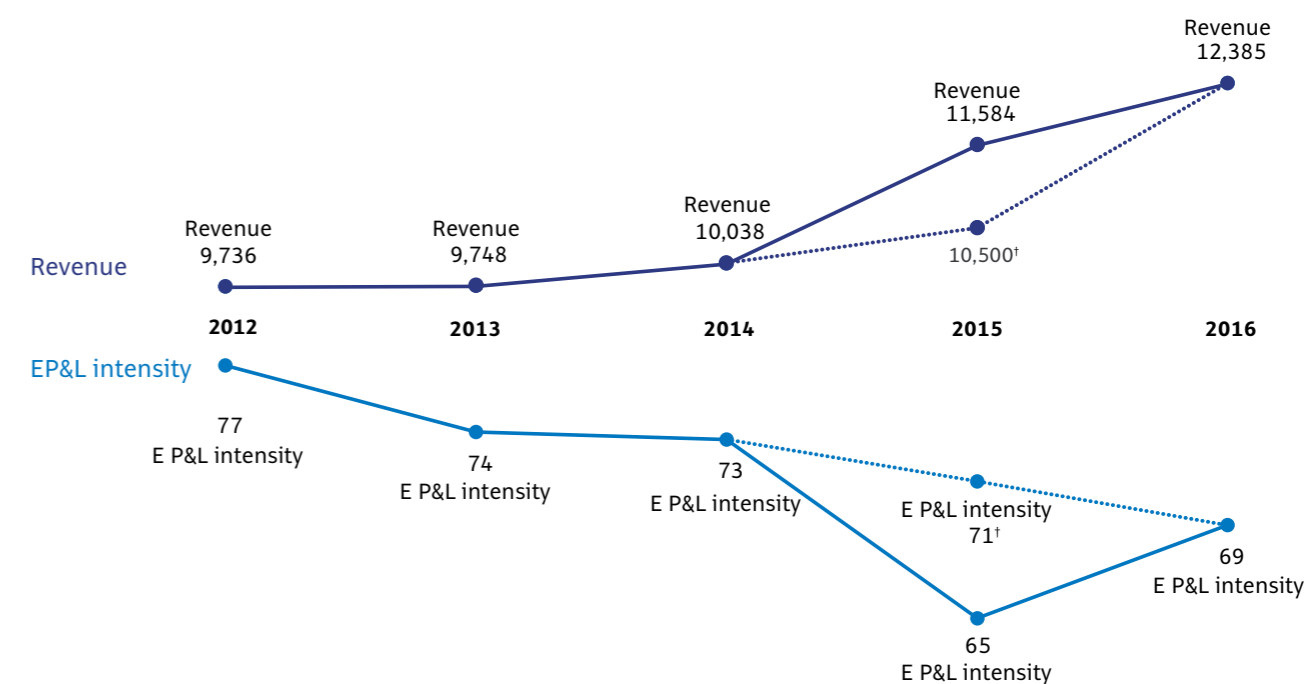 Revenue
12,385
Revenue
11,584
Revenue
10,038
Revenue
9,736
Revenue
9,748
10,500†
Revenue
2012
2013
2014
2015
2016
EP&L intensity
77
E P&L intensity
74
E P&L intensity
73
E P&L intensity
E P&L intensity
71†
69
E P&L intensity
65
E P&L intensity